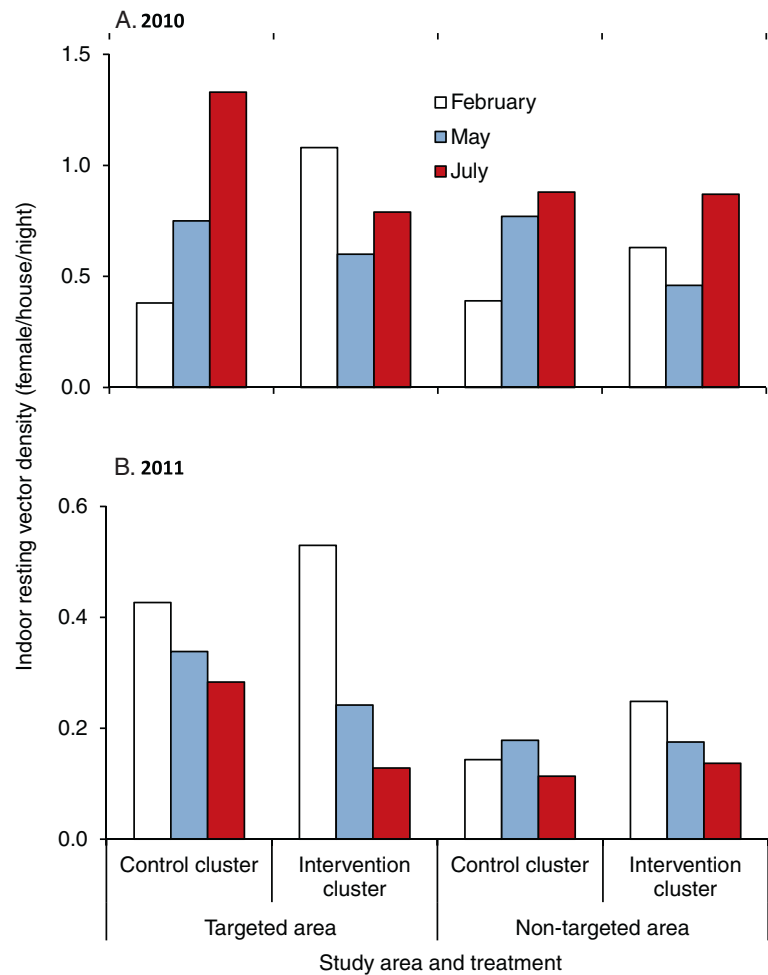 A. 2010
Indoor resting vector density (female/house/night)
1.5
1.0
0.5
0.0
February
May
July
B. 2011
0.6
0.4
0.2
0.0
Control cluster
Intervention
cluster
Control cluster
Intervention
cluster
Targeted area
Non-targeted area
Study area and treatment